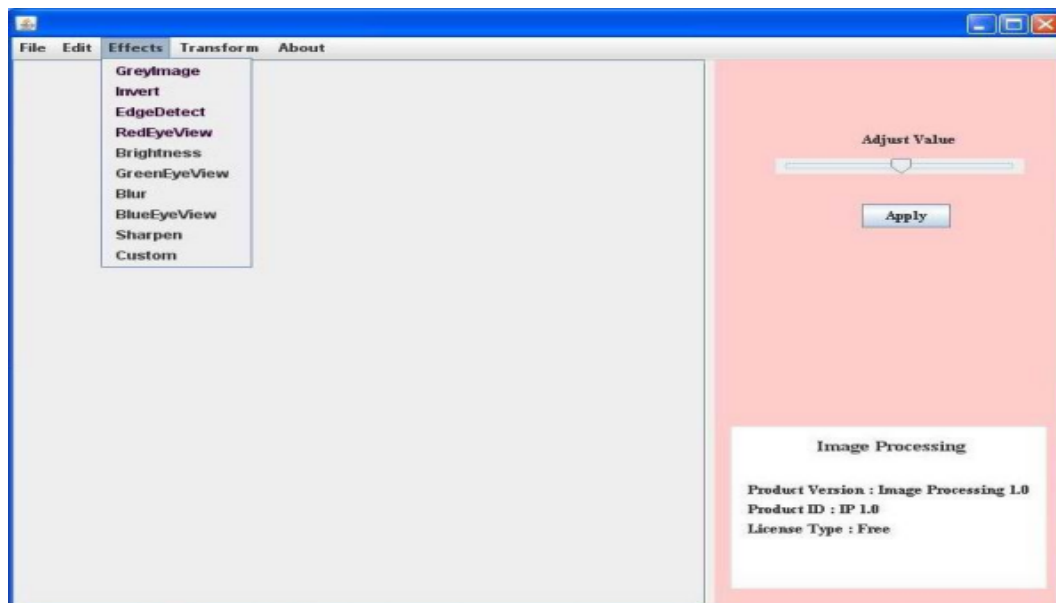 File Edit Effects Transform About
GreyImage
Invert
EdgeDetect
RedEyeView
Brightness
GreenEyeView
Blur
BlueEyeView
Sharpen
Custom
Adjust Value
Apply
Image Processing
Product Version : Image Processing 1.0
Product ID : IP 1.0
License Type : Free